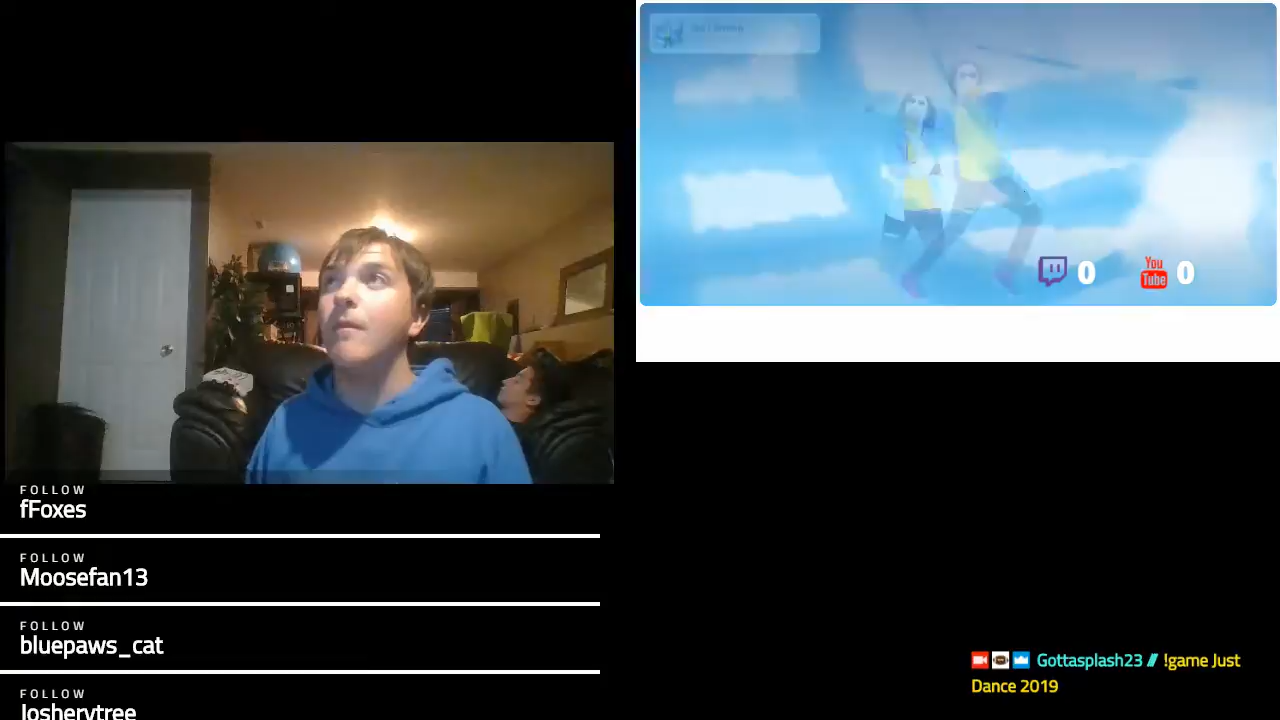 You
Tube
0
0
FOLLOW
fFoxes
FOLLOW
Moosefan13
FOLLOW
bluepaws_cat
FOLLOW
Josherytree
Gottasplash23 // !game Just
Dance 2019